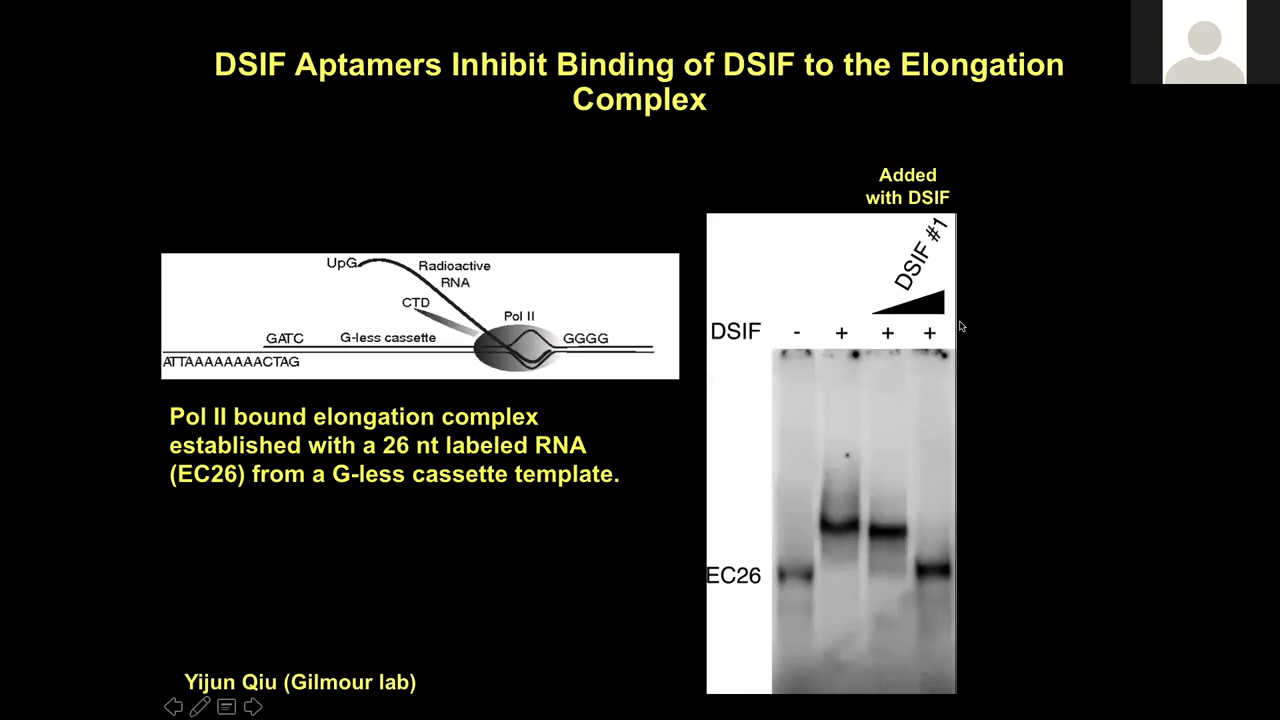 DSIF Aptamers Inhibit Binding of DSIF to the Elongation
Complex
UpG
Radioactive
RNA
CTD
Pol II
GATC
G-less cassette
GGGG
ATTAAAAAAAACTAG
Pol II bound elongation complex
established with a 26 nt labeled RNA
(EC26) from a G-less cassette template.
Added
with DSIF
DSIF #1
DSIF - + + +
EC26
Yijun Qiu (Gilmour lab)